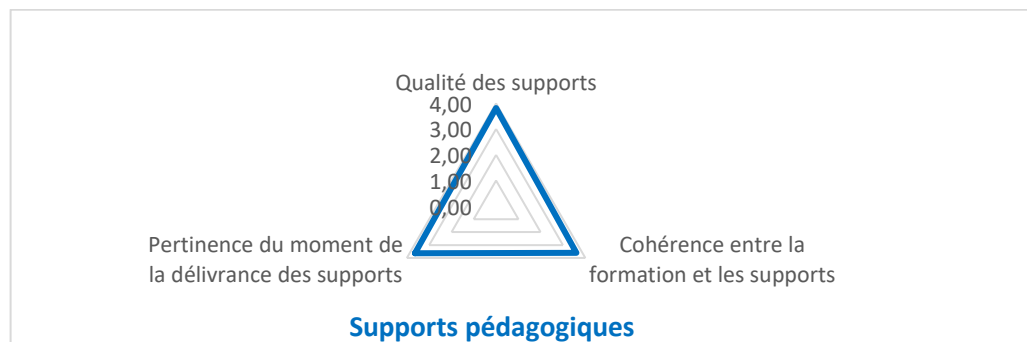 Qualité des supports
4,00
3,00
2,00
1,00
0,00
Pertinence du moment de
la délivrance des supports
Cohérence entre la
formation et les supports
Supports pédagogiques